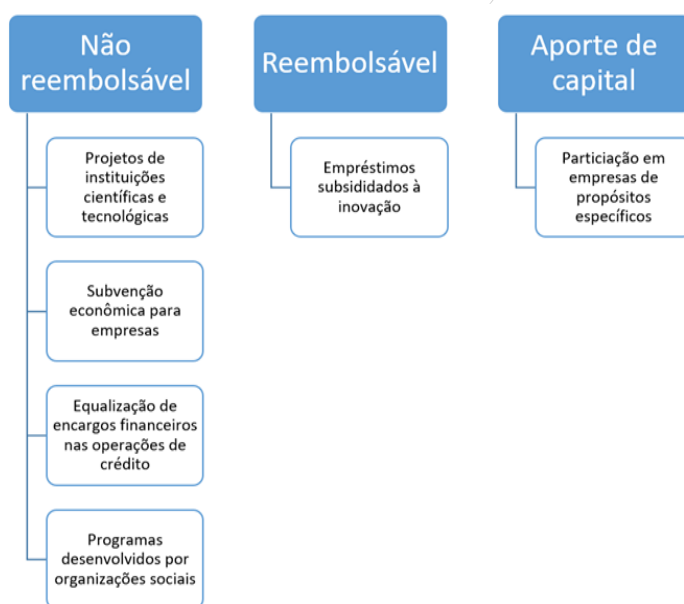 Não
reembolsável
Projetos de
instituições
científicas e
tecnológicas
Subvenção
econômica para
empresas
Equalização de
encargos financeiros
nas operações de
crédito
Programas
desenvolvidos por
organizações sociais
Reembolsável
Empréstimos
subsididados à
inovação
Aporte de
capital
Particiação em
empresas de
propósitos
específicos